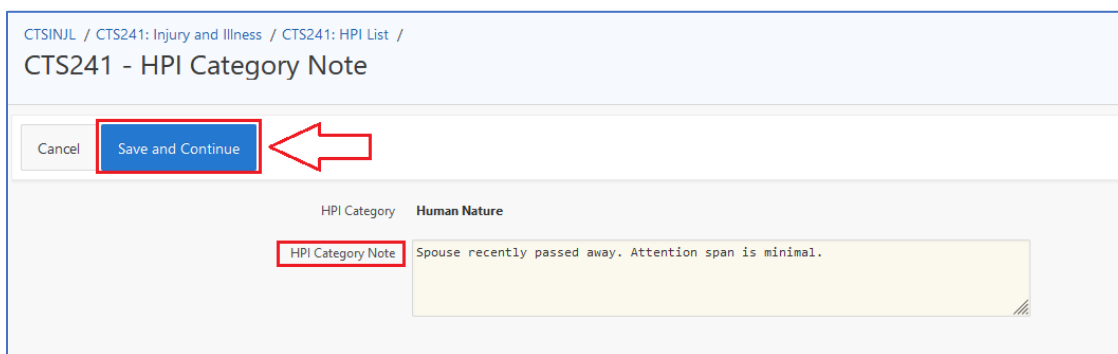 CTSINJL / CTS241: Injury and Illness / CTS241: HPI List /
CTS241 - HPI Category Note
Cancel Save and Continue
HPI Category Human Nature
HPI Category Note Spouse recently passed away. Attention span is minimal.